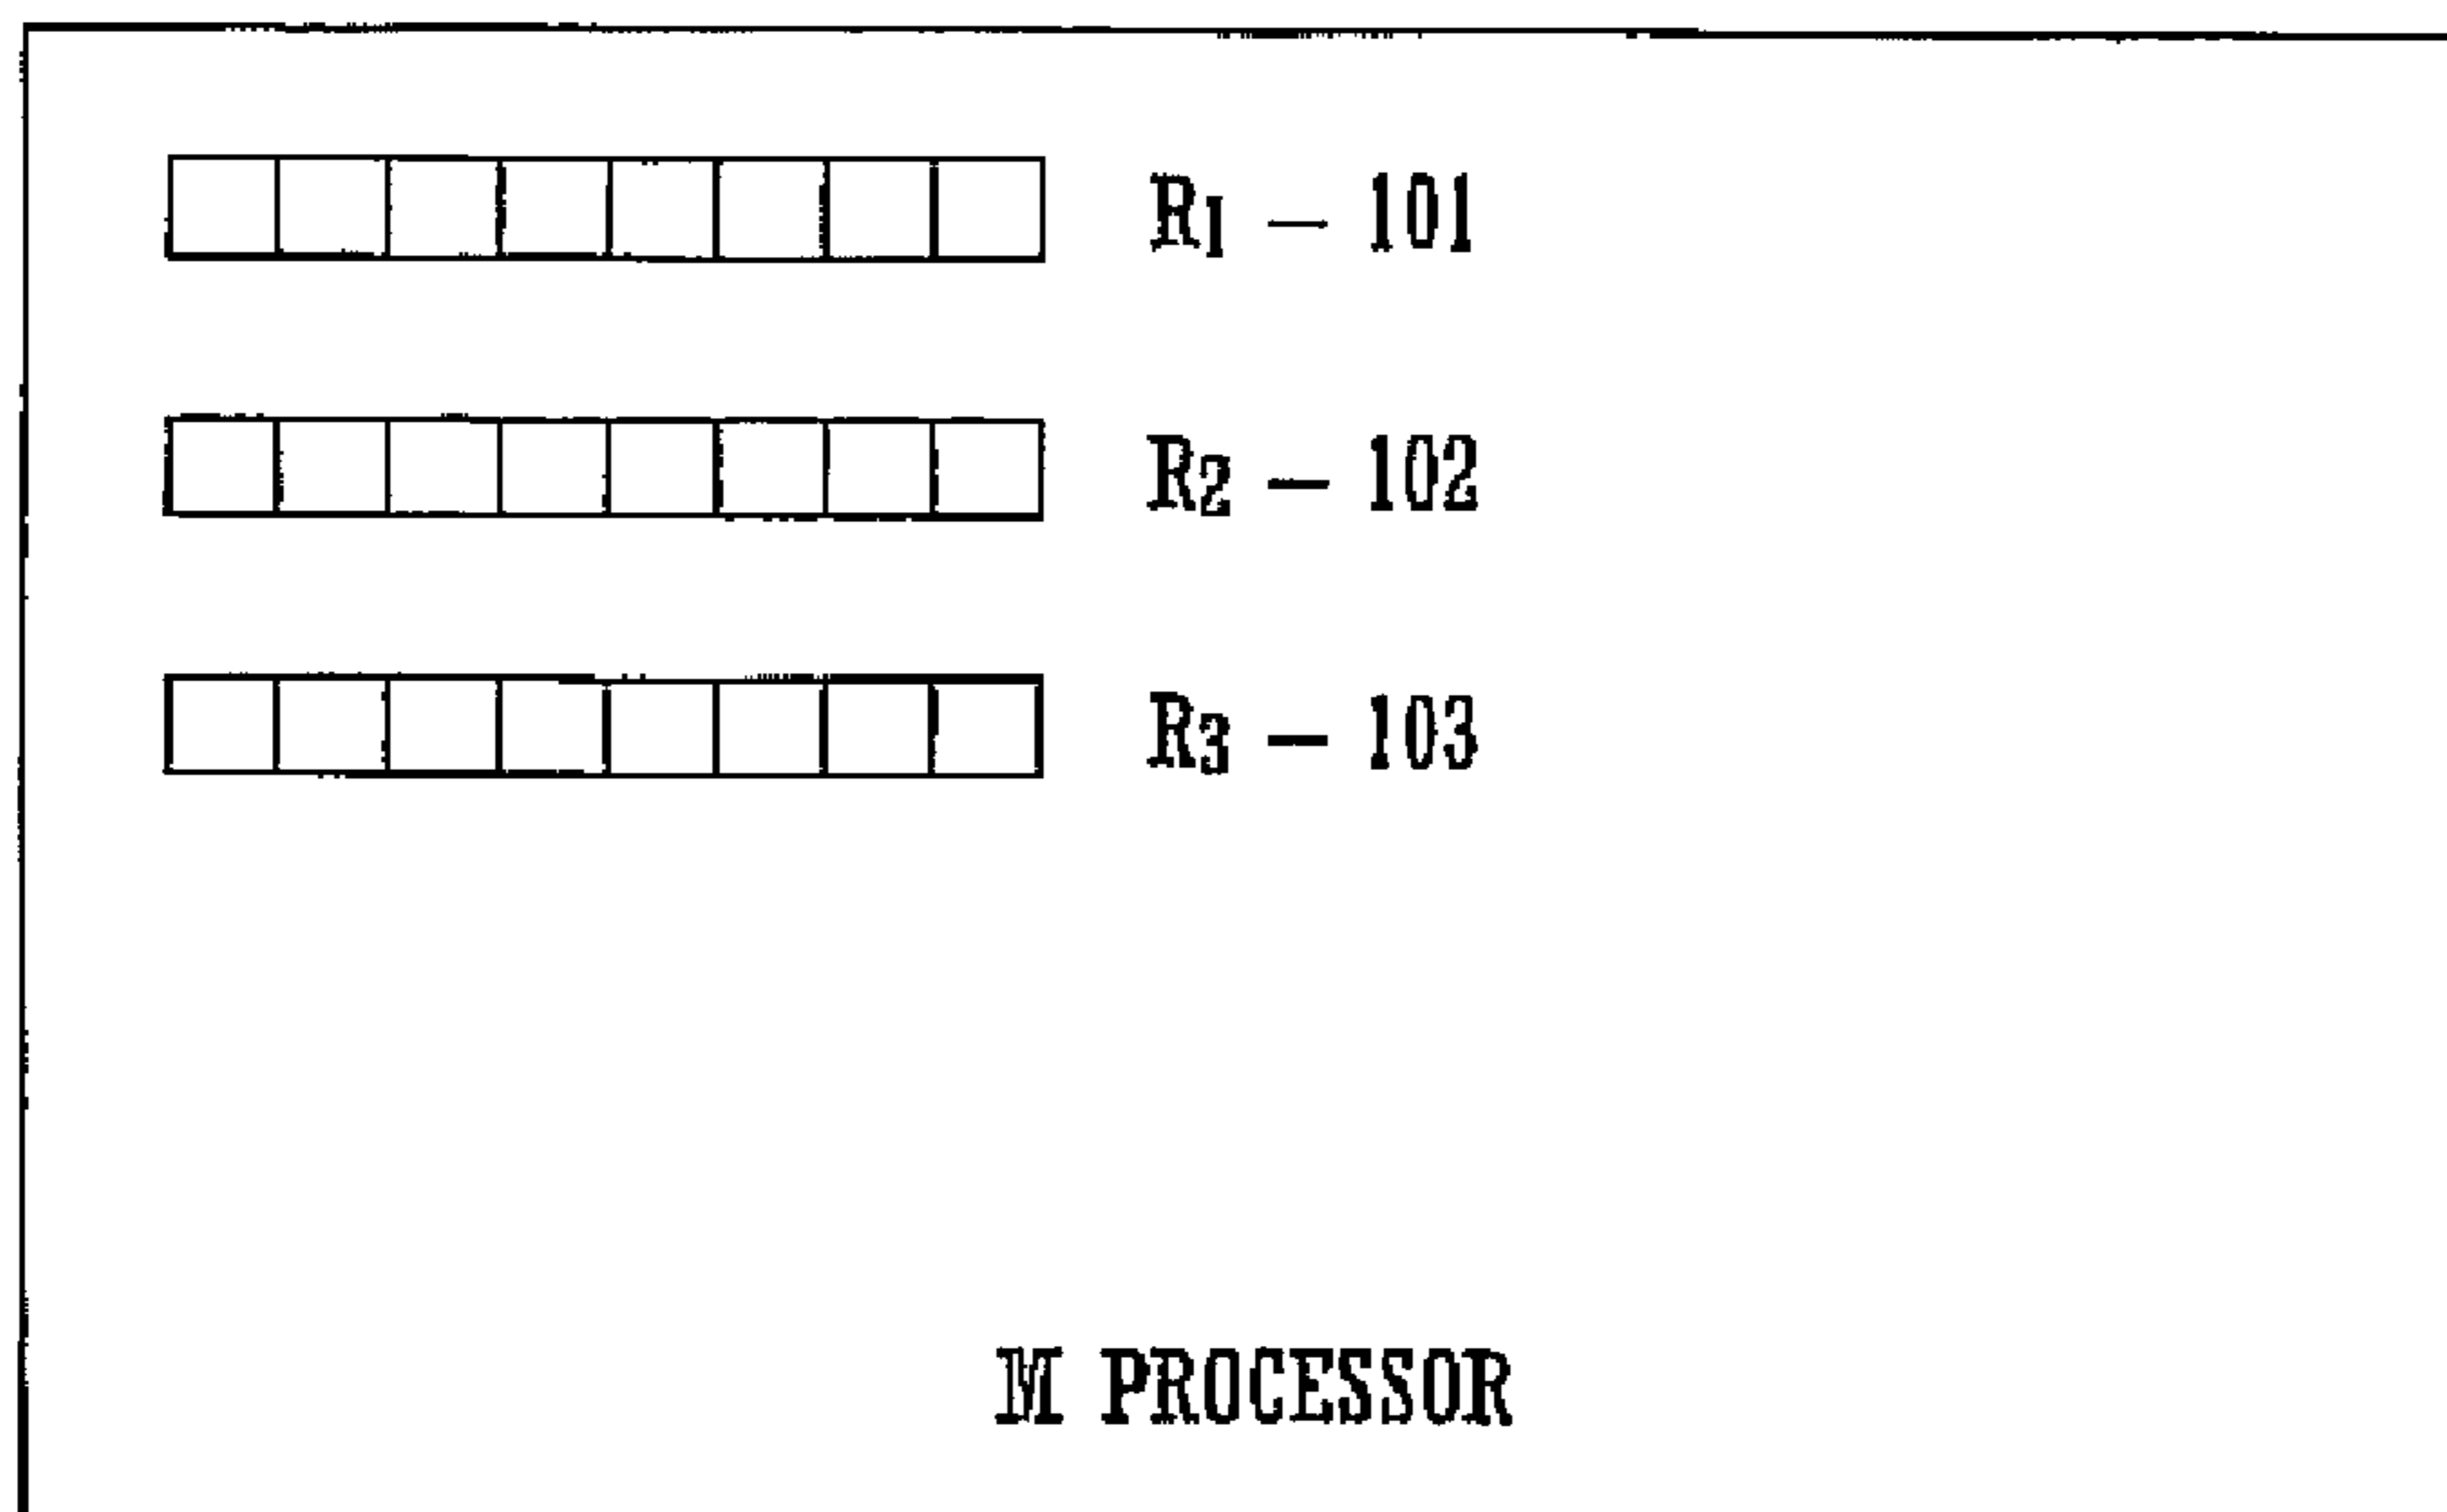 R1 — 101
R2 — 102
R3 — 103
M PROCESSOR